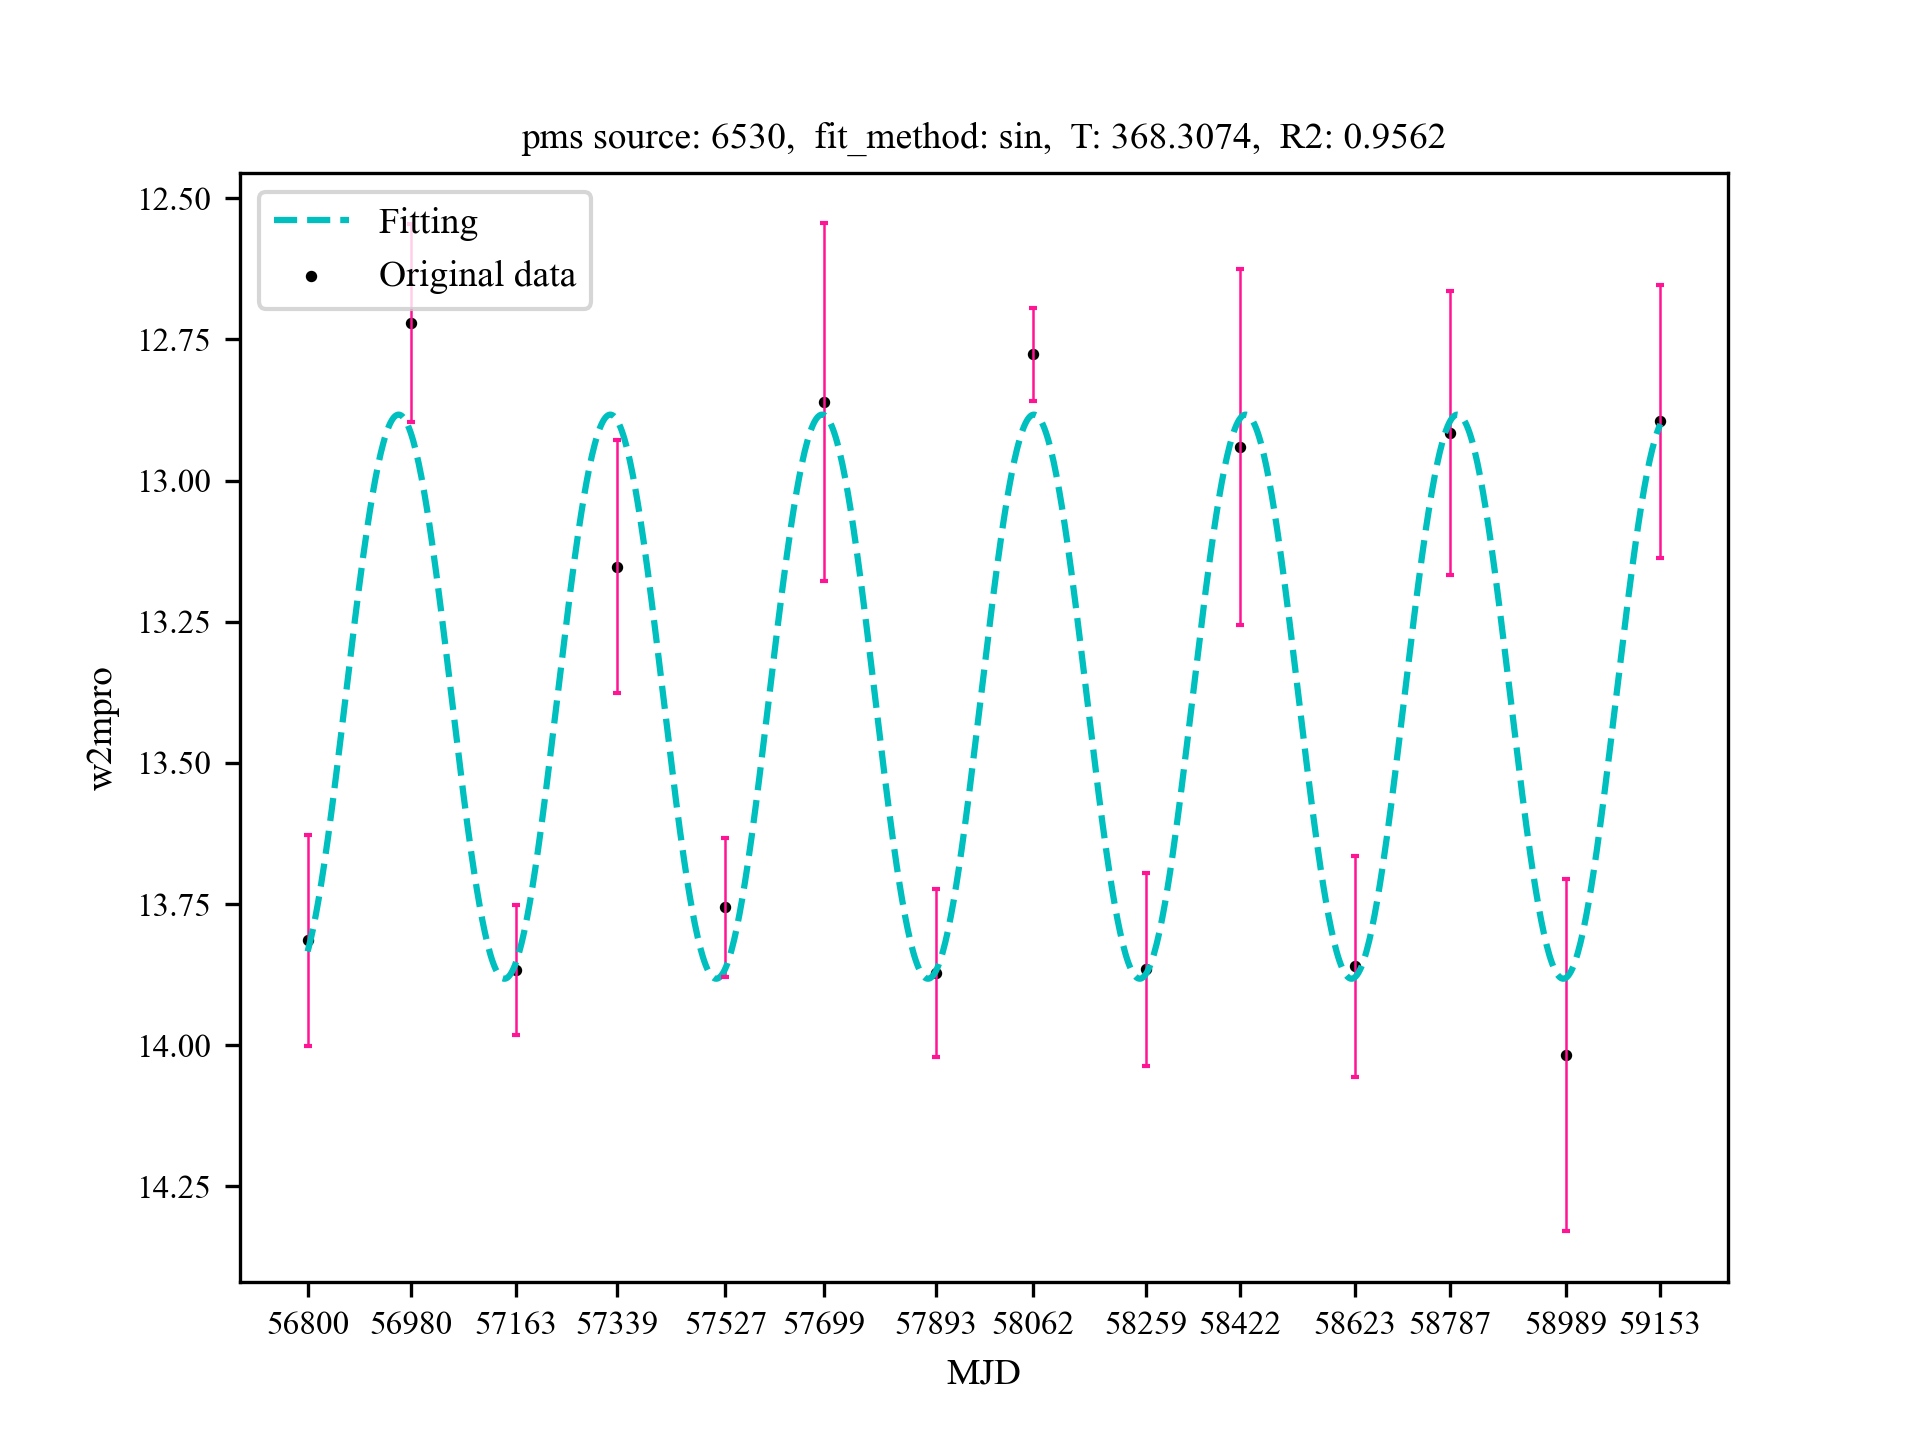 pms source: 6530, fit_method: sin, T: 368.3074, R2: 0.9562
Fitting
Original data
12.50
12.75
13.00
13.25
13.50
13.75
14.00
14.25
w2mpro
56800 56980 57163 57339 57527 57699 57893 58062 58259 58422 58623 58787 58989 59153
MJD